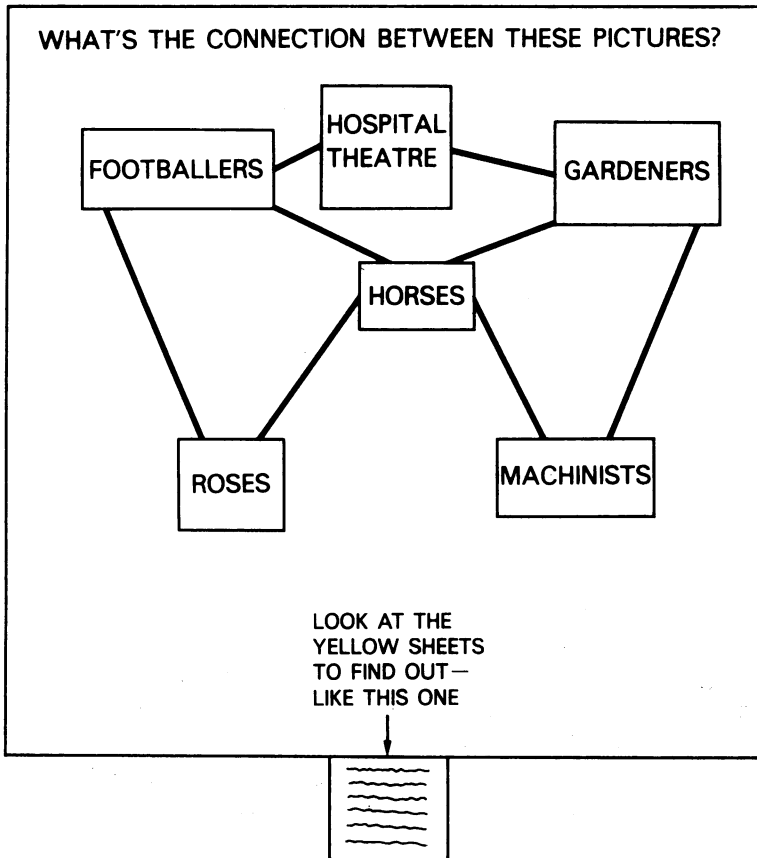 WHAT'S THE CONNECTION BETWEEN THESE PICTURES?
HOSPITAL
THEATRE
FOOTBALLERS
GARDENERS
HORSES
ROSES
MACHINISTS
LOOK AT THE
YELLOW SHEETS
TO FIND OUT—
LIKE THIS ONE